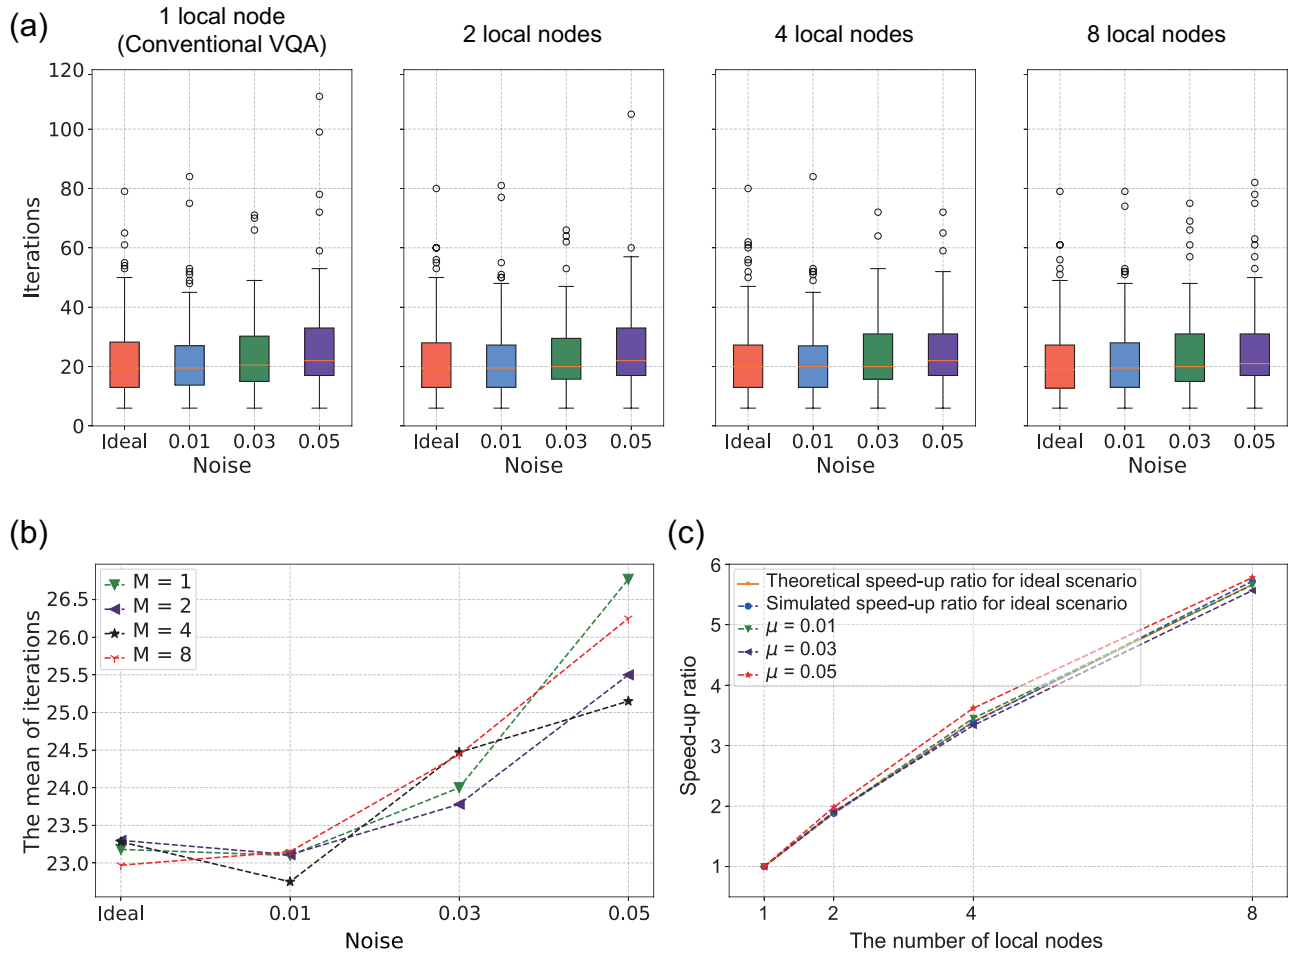 (a)
1 local node
(Conventional VQA)
2 local nodes
4 local nodes
8 local nodes
120
100
80
60
40
20
0
Iterations
Ideal 0.01 0.03 0.05
Noise
Ideal 0.01 0.03 0.05
Noise
Ideal 0.01 0.03 0.05
Noise
Ideal 0.01 0.03 0.05
Noise
(b)
M = 1
M = 2
M = 4
M = 8
26.5
26.0
25.5
25.0
24.5
24.0
23.5
23.0
The mean of iterations
Ideal 0.01 0.03 0.05
Noise
(c)
Theoretical speed-up ratio for ideal scenario
Simulated speed-up ratio for ideal scenario
μ = 0.01
μ = 0.03
μ = 0.05
6
5
4
3
2
1
Speed-up ratio
1 2 4 8
The number of local nodes